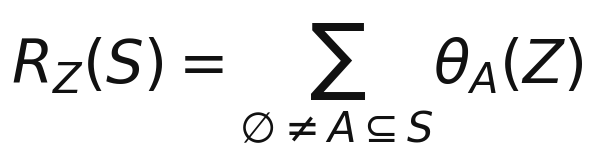 R_Z(S) = ∑_{∅ ≠ A ⊆ S} θ_A(Z)